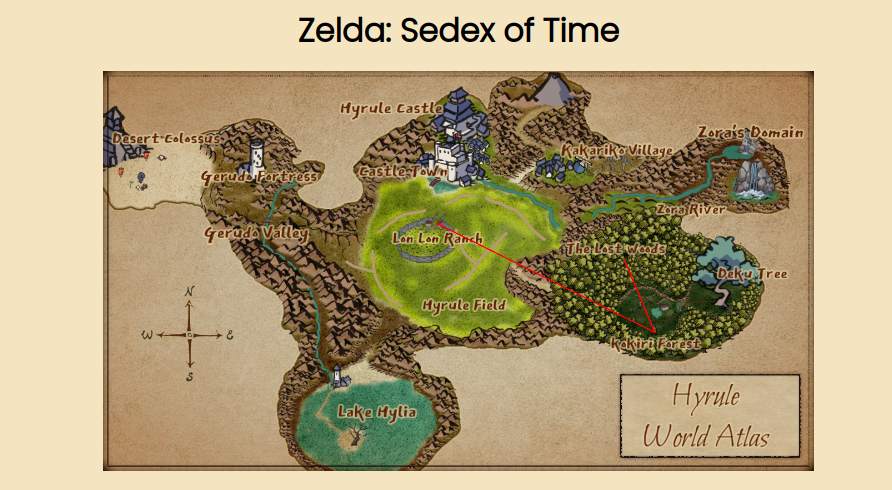 Zelda: Sedex of Time
Hyrule Castle
Desert Colossus
Zora's Domain
Kakariko Village
Gerudo Fortress
Castle Town
Zora River
Gerudo Valley
Lon Lon Ranch
The Lost Woods
Deku Tree
N
Hyrule Field
W
E
Kokiri Forest
S
Lake Hylia
Hyrule
World Atlas